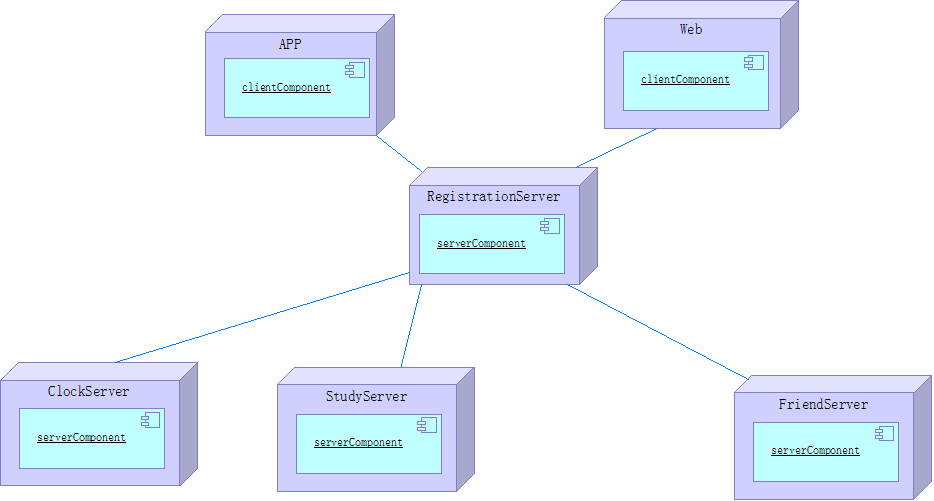 APP
clientComponent
Web
clientComponent
RegistrationServer
serverComponent
ClockServer
serverComponent
StudyServer
serverComponent
FriendServer
serverComponent